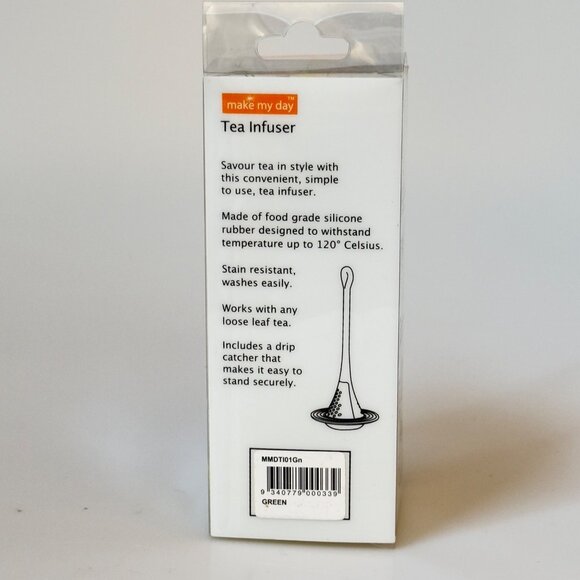 make my day™
Tea Infuser
Savour tea in style with
this convenient, simple
to use, tea infuser.
Made of food grade silicone
rubber designed to withstand
temperature up to 120° Celsius.
Stain resistant,
washes easily.
Works with any
loose leaf tea.
Includes a drip
catcher that
makes it easy to
stand securely.
MMDTI01Gn
9 340779 000339
GREEN